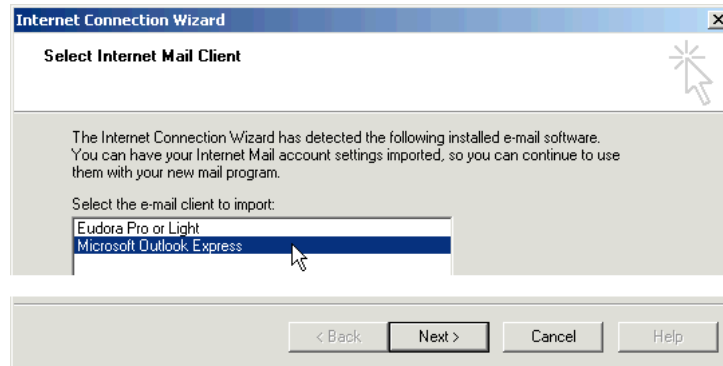 Internet Connection Wizard
Select Internet Mail Client
The Internet Connection Wizard has detected the following installed e-mail software.
You can have your Internet Mail account settings imported, so you can continue to use
them with your new mail program.
Select the e-mail client to import:
Eudora Pro or Light
Microsoft Outlook Express
< Back Next > Cancel Help